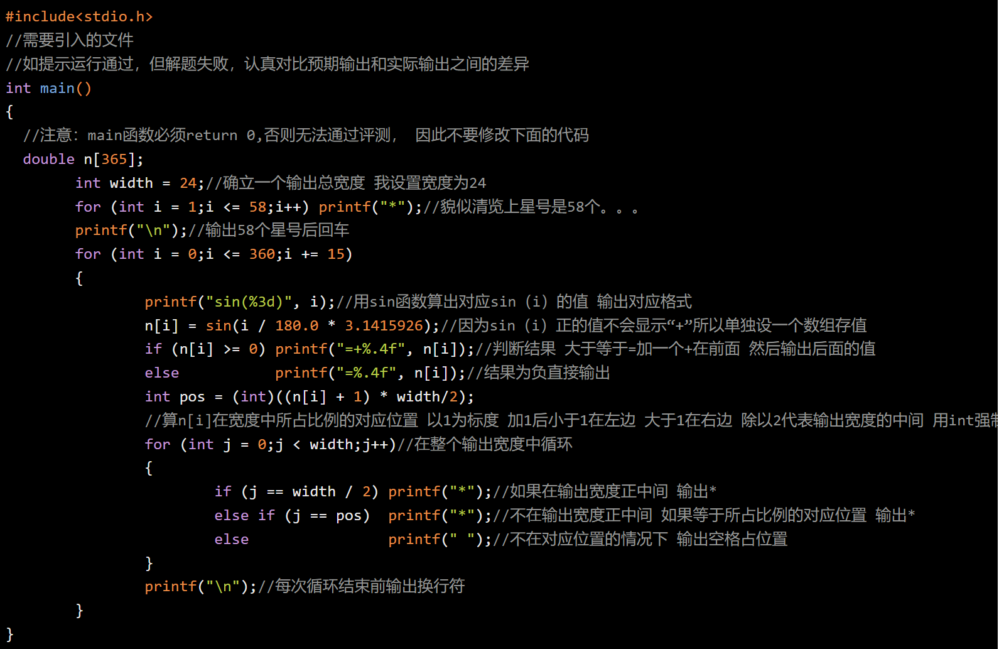 #include<stdio.h>
//需要引入的文件
//如提示运行通过，但解题失败，认真对比预期输出和实际输出之间的差异
int main()
{
  //注意：main函数必须return 0,否则无法通过评测， 因此不要修改下面的代码
  double n[365];
        int width = 24;//确立一个输出总宽度 我设置宽度为24
        for (int i = 1;i <= 58;i++) printf("*");//貌似清览上星号是58个。。。
        printf("\n");//输出58个星号后回车
        for (int i = 0;i <= 360;i += 15)
        {
                printf("sin(%3d)", i);//用sin函数算出对应sin（i）的值 输出对应格式
                n[i] = sin(i / 180.0 * 3.1415926);//因为sin（i）正的值不会显示“+”所以单独设一个数组存值
                if (n[i] >= 0) printf("=+%.4f", n[i]);//判断结果 大于等于=加一个+在前面 然后输出后面的值
                else           printf("=%.4f", n[i]);//结果为负直接输出
                int pos = (int)((n[i] + 1) * width/2);
                //算n[i]在宽度中所占比例的对应位置 以1为标度 加1后小于1在左边 大于1在右边 除以2代表输出宽度的中间 用int强制
                for (int j = 0;j < width;j++)//在整个输出宽度中循环
                {
                        if (j == width / 2) printf("*");//如果在输出宽度正中间 输出*
                        else if (j == pos)  printf("*");//不在输出宽度正中间 如果等于所占比例的对应位置 输出*
                        else                printf(" ");//不在对应位置的情况下 输出空格占位置
                }
                printf("\n");//每次循环结束前输出换行符
        }
}